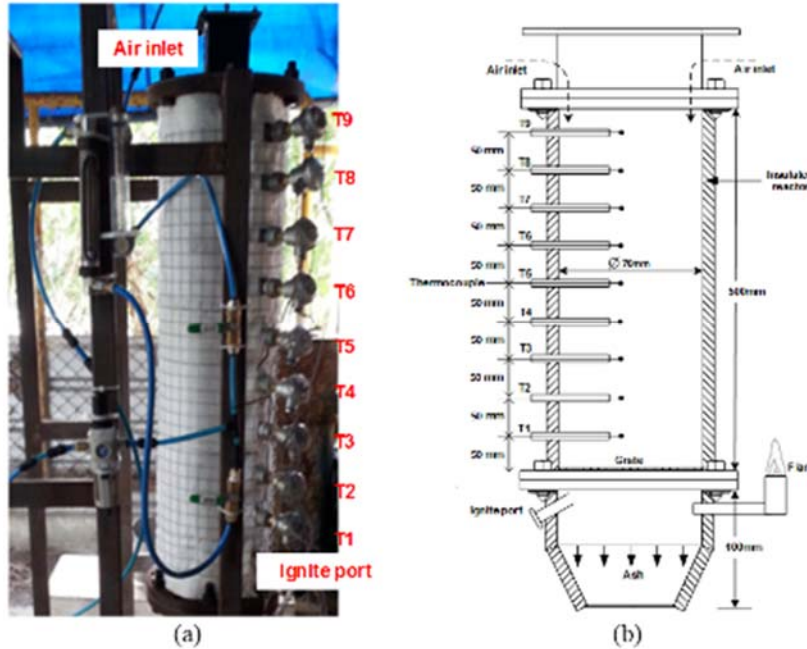 Air inlet
T9
T8
T7
T6
T5
T4
T3
T2
T1
Ignite port
(a)
Air inlet
Air inlet
T9
50 mm
T8
50 mm
T7
50 mm
T6
50 mm
Thermocouple
50 mm
T4
50 mm
T3
50 mm
T2
50 mm
T1
50 mm
Ø 76mm
500mm
Grate
Ignite port
100mm
Ash
(b)